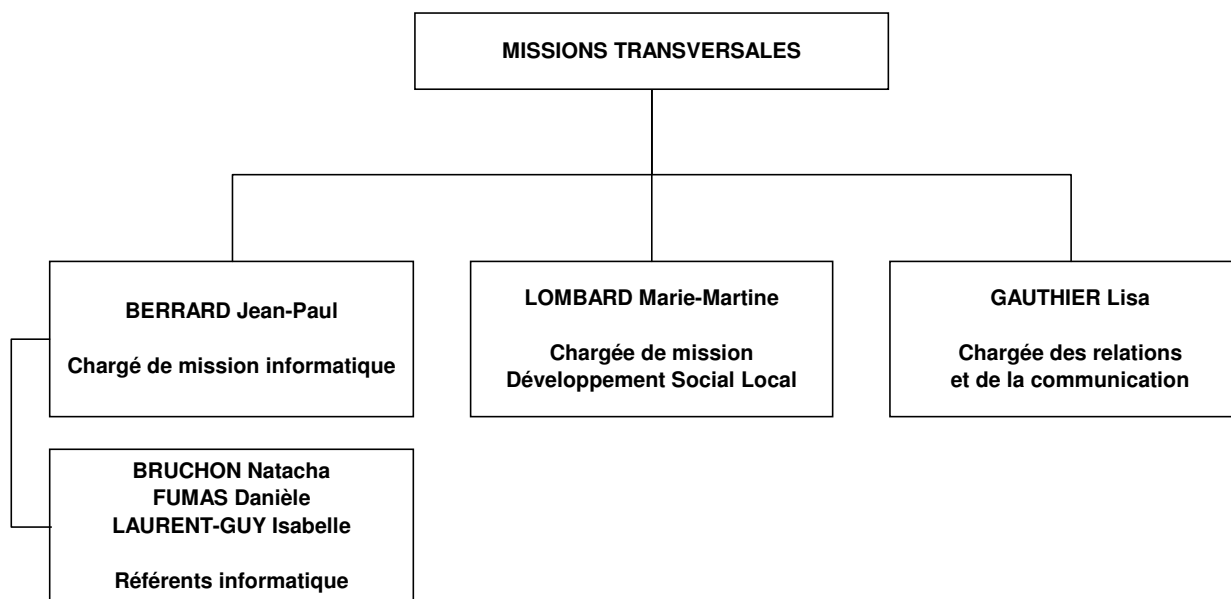 MISSIONS TRANSVERSALES
BERRARD Jean-Paul
Chargé de mission informatique
LOMBARD Marie-Martine
Chargée de mission
Développement Social Local
GAUTHIER Lisa
Chargée des relations
et de la communication
BRUCHON Natacha
FUMAS Danièle
LAURENT-GUY Isabelle
Référents informatique